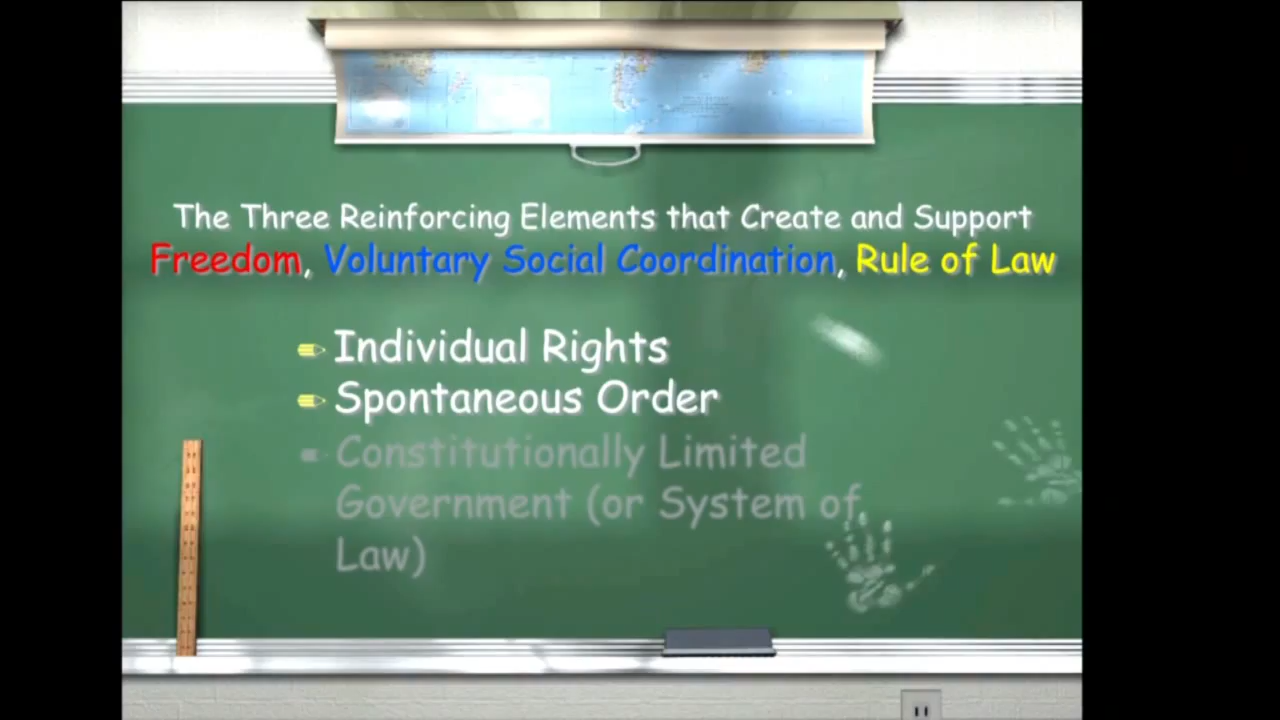 The Three Reinforcing Elements that Create and Support
Freedom, Voluntary Social Coordination, Rule of Law
Individual Rights
Spontaneous Order
Constitutionally Limited
Government (or System of
Law)